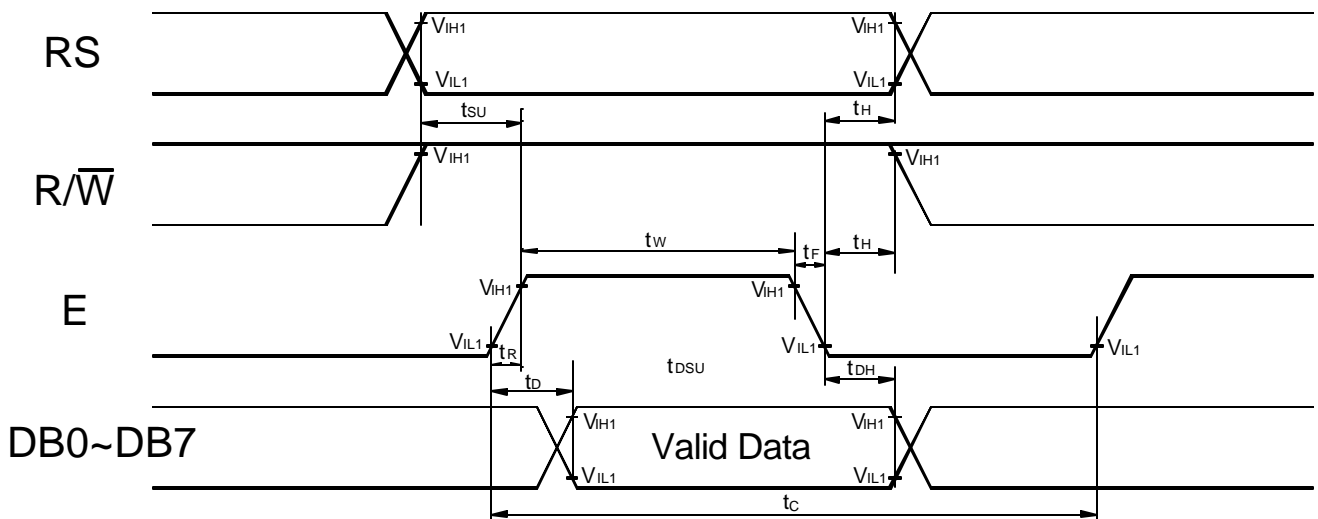 VIH1 VIH1
RS
VIL1 VIL1
tSU tH
VIH1 VIH1
R/W̅
tW tF tH
VIH1 VIH1
E
VIL1 VIL1 VIL1
tR tDSU tDH
tD
VIH1 VIH1
DB0~DB7 Valid Data
VIL1 VIL1
tC